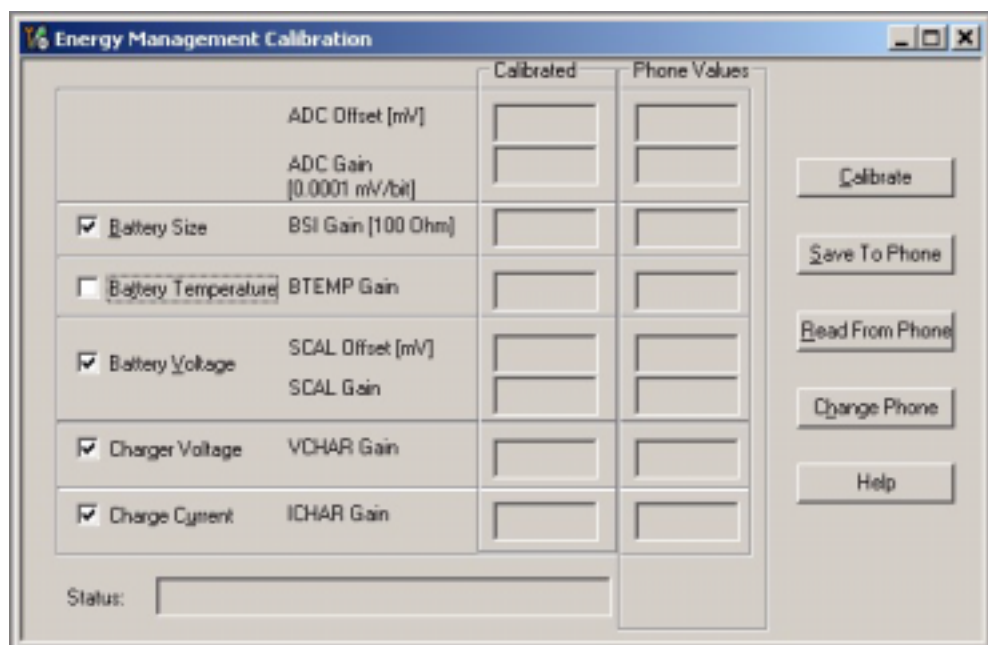 Energy Management Calibration
Calibrated Phone Values
ADC Offset [mV]
ADC Gain
[0.0001 mV/bit]
Calibrate
Battery Size BSI Gain [100 Ohm]
Save To Phone
Battery Temperature BTEMP Gain
Read From Phone
SCAL Offset [mV]
Battery Voltage
SCAL Gain
Change Phone
Charger Voltage VCHAR Gain
Help
Charge Current ICHAR Gain
Status: